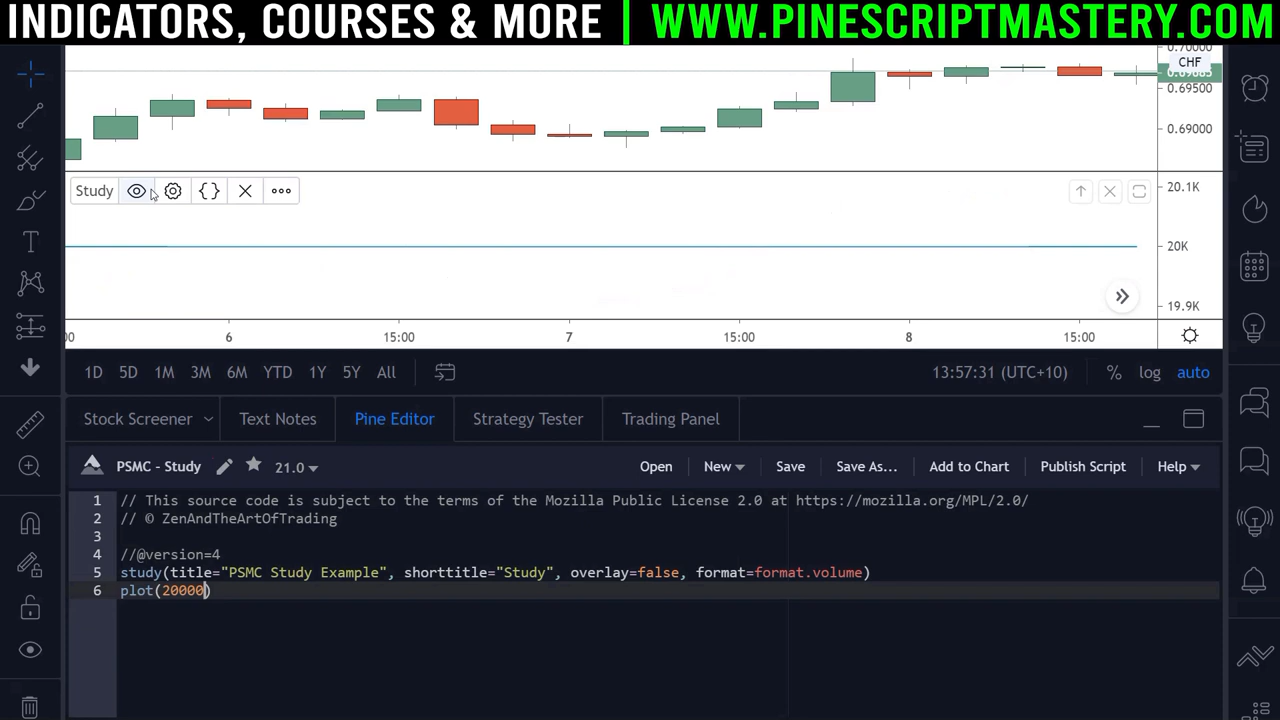 INDICATORS, COURSES & MORE | WWW.PINESCRIPTMASTERY.COM
0.70000
CHF
0.69500
0.69000
Study
20.1K
20K
19.9K
6 15:00 7 15:00 8 15:00
1D 5D 1M 3M 6M YTD 1Y 5Y All 13:57:31 (UTC+10) % log auto
Stock Screener Text Notes Pine Editor Strategy Tester Trading Panel
PSMC - Study 21.0 Open New Save Save As... Add to Chart Publish Script Help
1 // This source code is subject to the terms of the Mozilla Public License 2.0 at https://mozilla.org/MPL/2.0/
2 // © ZenAndTheArtOfTrading
3
4 //@version=4
5 study(title="PSMC Study Example", shorttitle="Study", overlay=false, format=format.volume)
6 plot(20000)